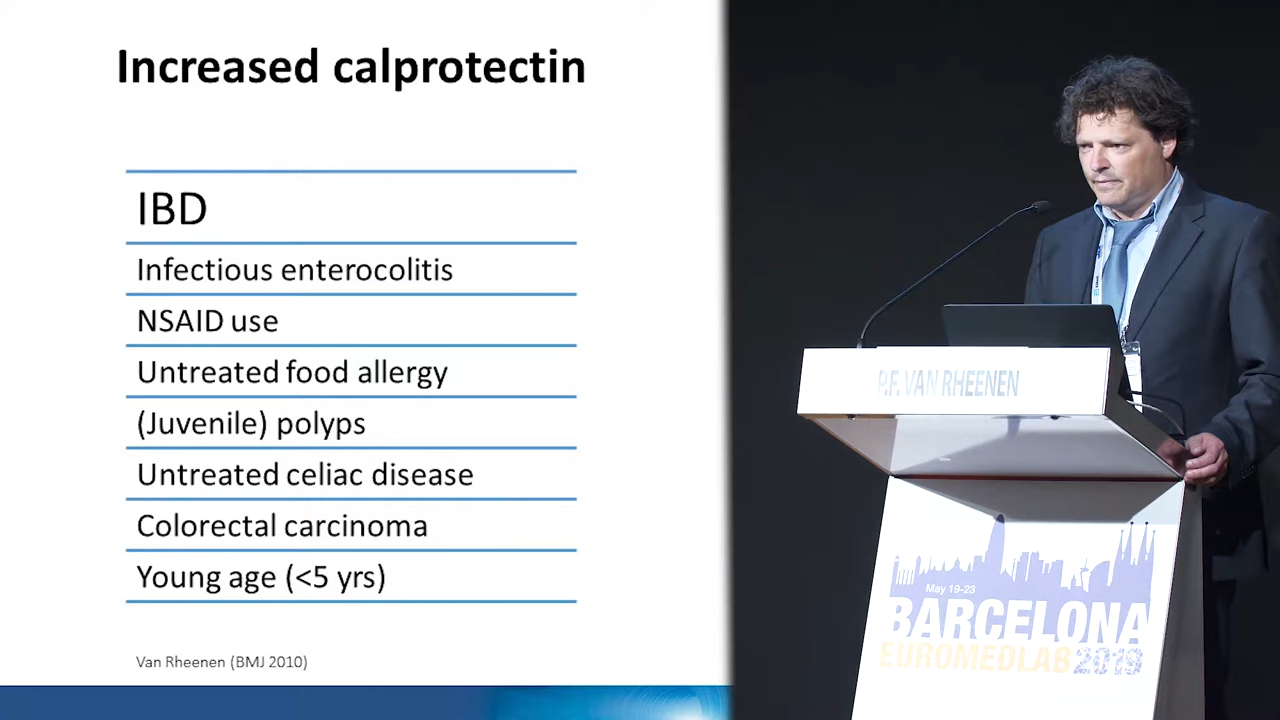 Increased calprotectin
IBD
Infectious enterocolitis
NSAID use
Untreated food allergy
(Juvenile) polyps
Untreated celiac disease
Colorectal carcinoma
Young age (<5 yrs)
Van Rheenen (BMJ 2010)
P.F. VAN RHEENEN
May 19-23
BARCELONA
EUROMEDLAB 2019